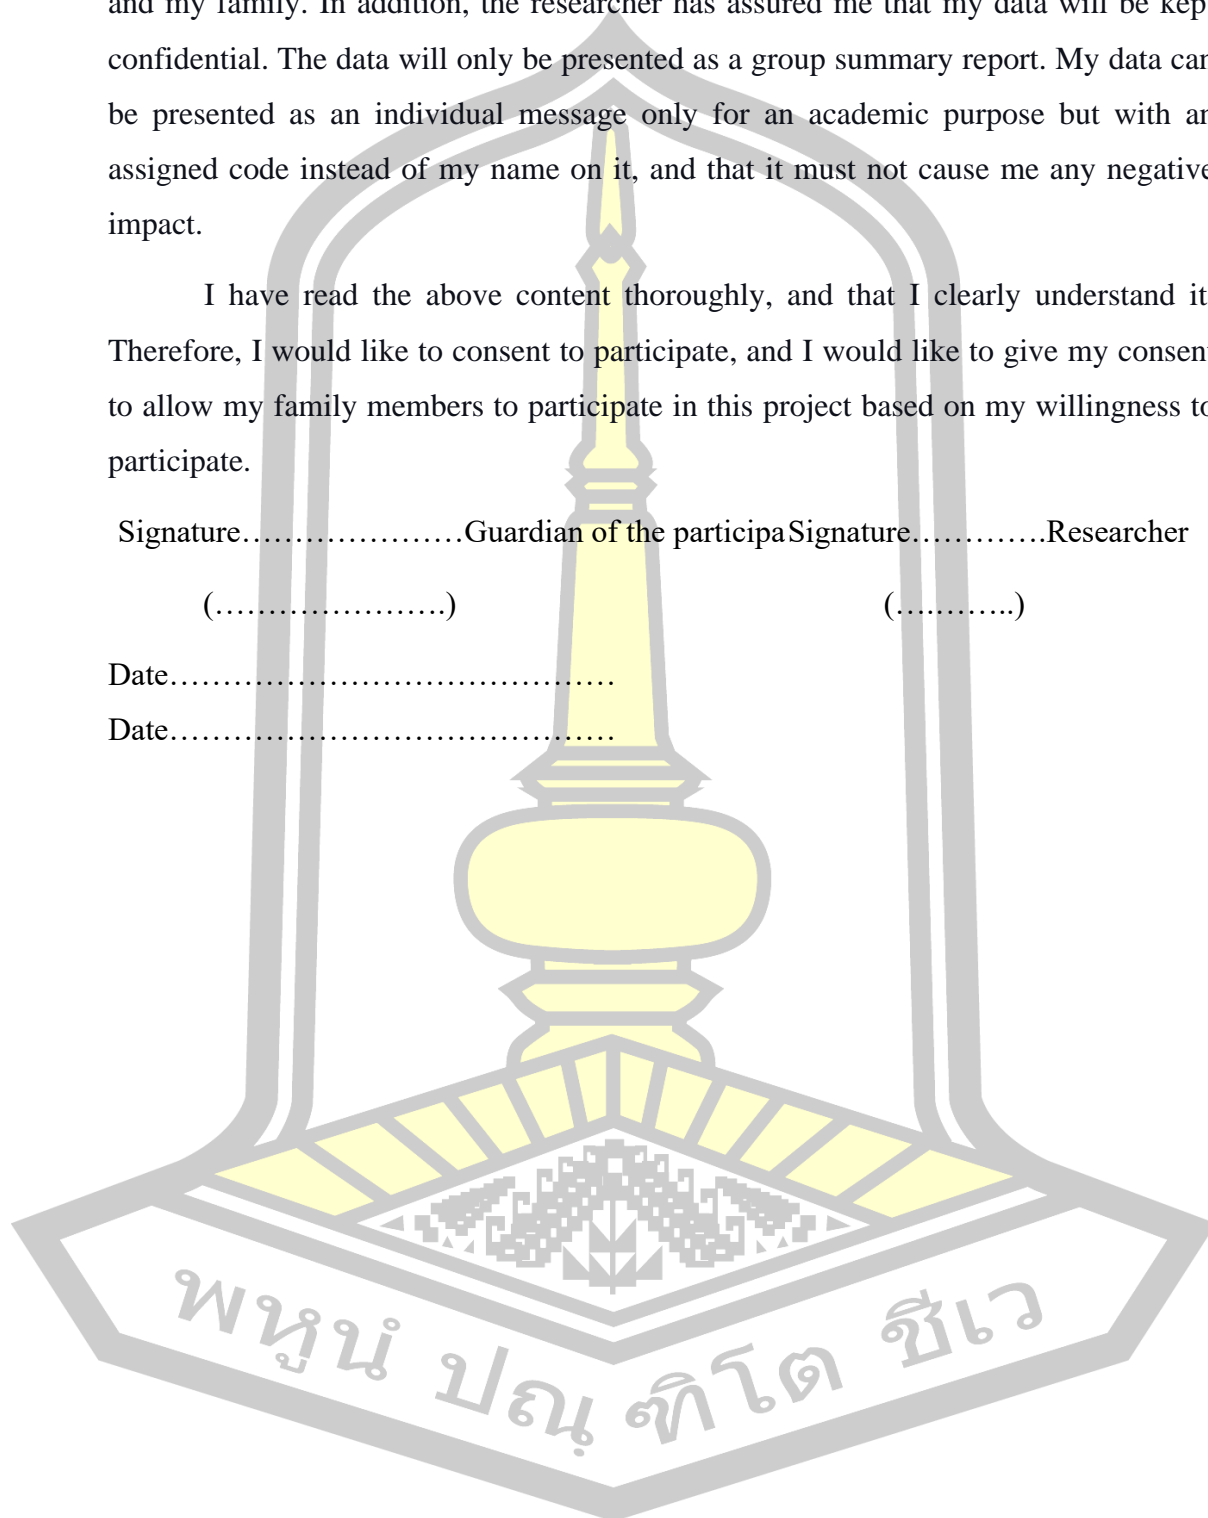 and my family. In addition, the researcher has assured me that my data will be kep
confidential. The data will only be presented as a group summary report. My data can
be presented as an individual message only for an academic purpose but with an
assigned code instead of my name on it, and that it must not cause me any negative
impact.
I have read the above content thoroughly, and that I clearly understand it
Therefore, I would like to consent to participate, and I would like to give my consent
to allow my family members to participate in this project based on my willingness to
participate.
Signature…………………Guardian of the participaSignature………….Researcher
(………………….) (………..)
Date……………………………………
Date……………………………………
พหูนํ ปณฺฑิโต ชีเว